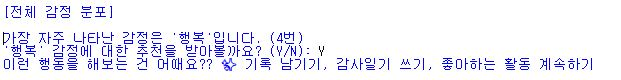 [전체 감정 분포]
가장 자주 나타난 감정은 '행복'입니다. (4번)
'행복' 감정에 대한 추천을 받아볼까요? (Y/N): Y
이런 행동을 해보는 건 어때요?? ✨ 기록 남기기, 감사일기 쓰기, 좋아하는 활동 계속하기